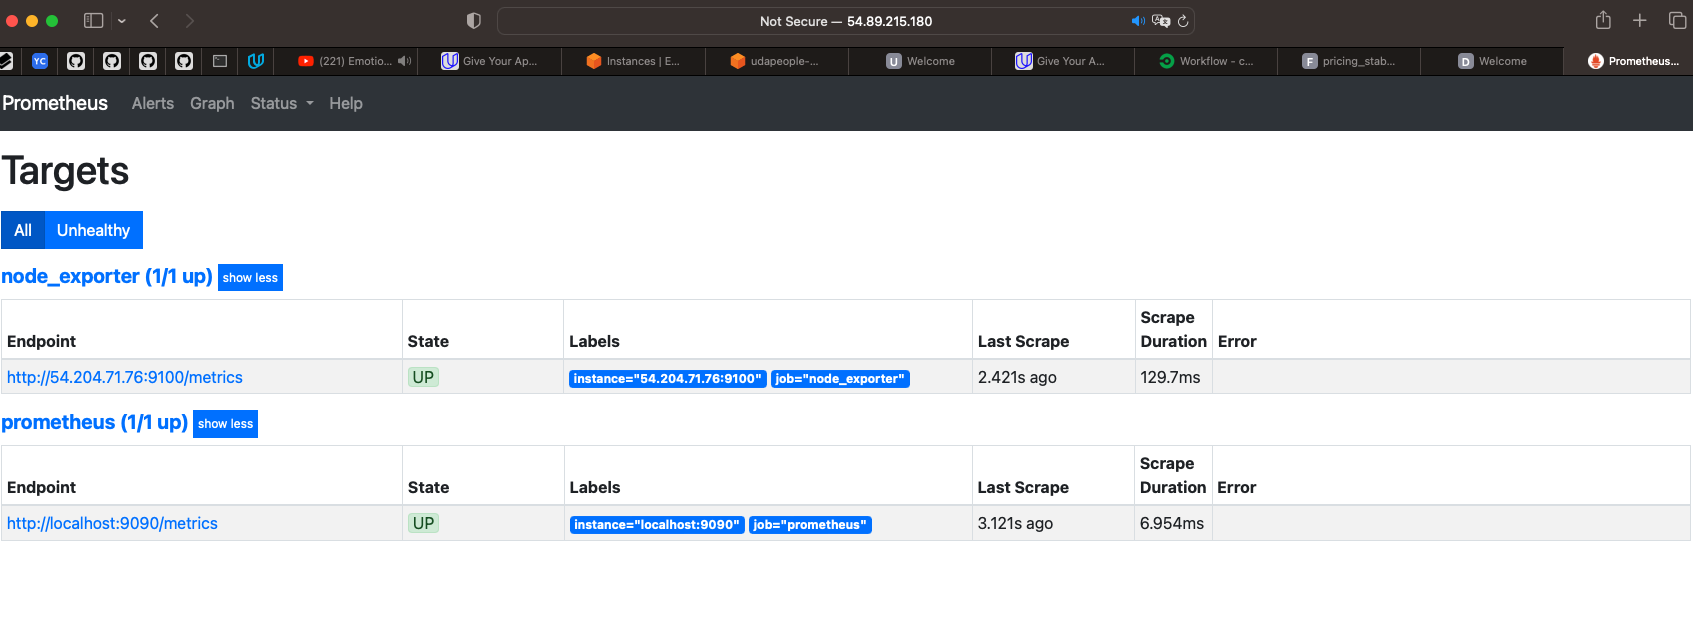 Not Secure — 54.89.215.180
YC
(221) Emotio...
Give Your Ap...
Instances | E...
udapeople-...
U Welcome
Give Your A...
Workflow - c...
F pricing_stab...
D Welcome
Prometheus...
Prometheus Alerts Graph Status Help
Targets
All Unhealthy
node_exporter (1/1 up) show less
Endpoint State Labels Last Scrape Scrape Duration Error
http://54.204.71.76:9100/metrics UP instance="54.204.71.76:9100" job="node_exporter" 2.421s ago 129.7ms
prometheus (1/1 up) show less
Endpoint State Labels Last Scrape Scrape Duration Error
http://localhost:9090/metrics UP instance="localhost:9090" job="prometheus" 3.121s ago 6.954ms